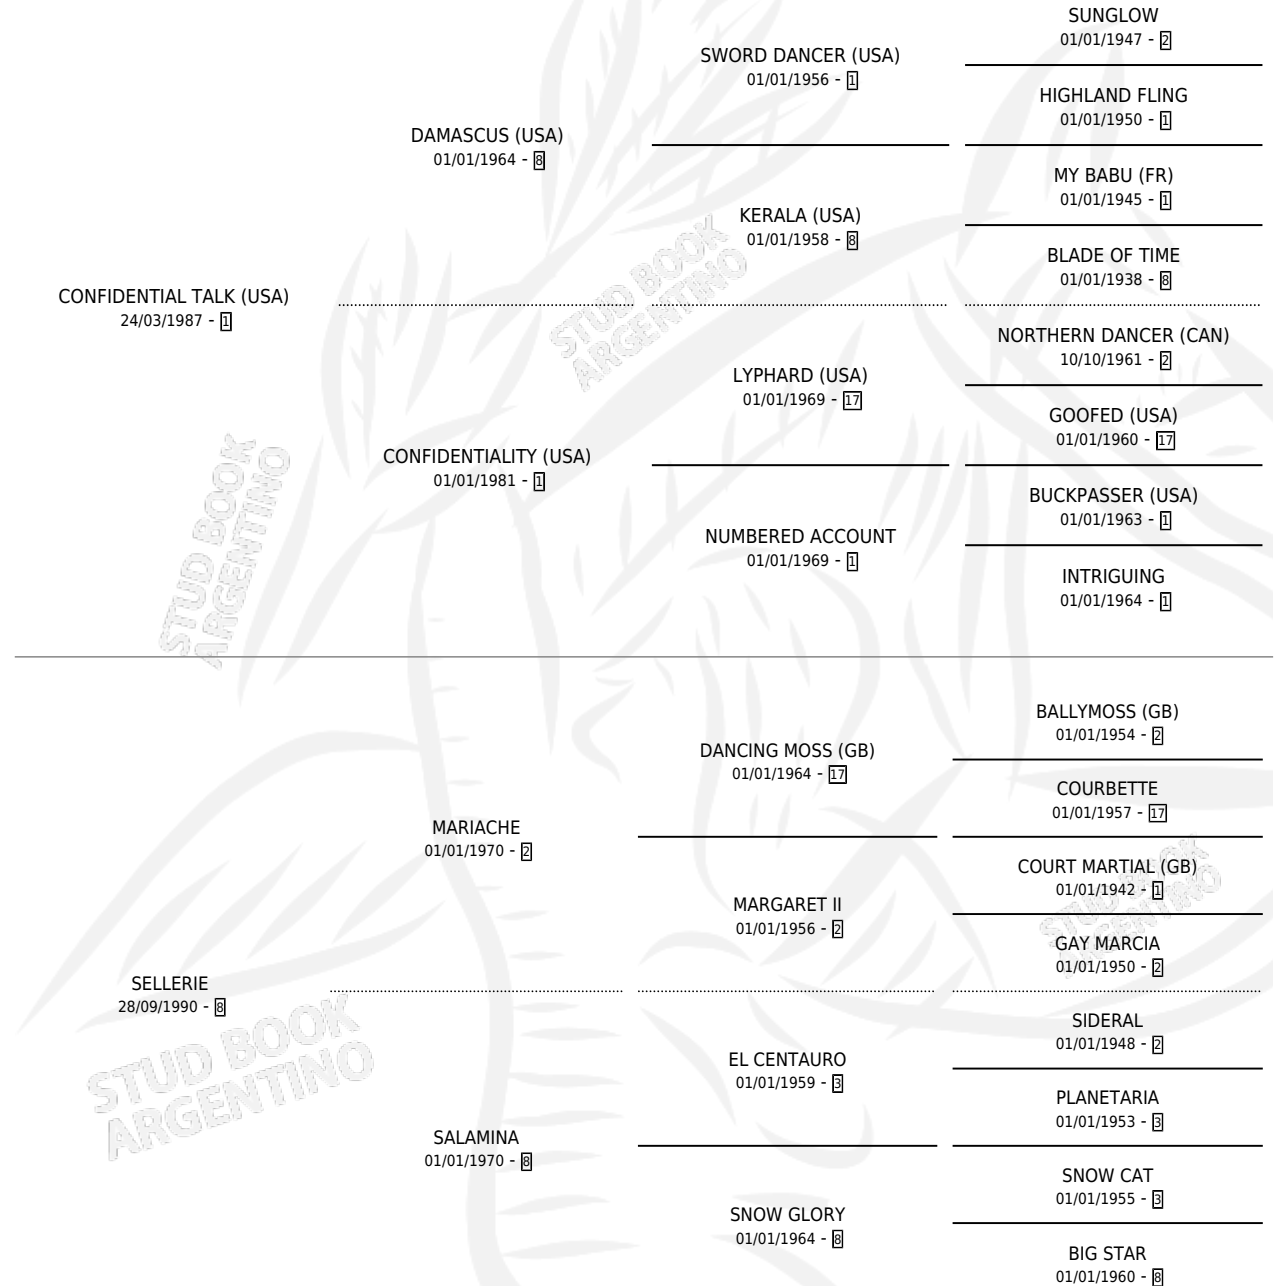 SUNGLOW
01/01/1947 - 2
SWORD DANCER (USA)
01/01/1956 - 1
HIGHLAND FLING
01/01/1950 - 1
DAMASCUS (USA)
01/01/1964 - 8
MY BABU (FR)
01/01/1945 - 1
KERALA (USA)
01/01/1958 - 8
BLADE OF TIME
01/01/1938 - 8
CONFIDENTIAL TALK (USA)
24/03/1987 - 1
NORTHERN DANCER (CAN)
10/10/1961 - 2
LYPHARD (USA)
01/01/1969 - 17
GOOFED (USA)
01/01/1960 - 17
CONFIDENTIALITY (USA)
01/01/1981 - 1
BUCKPASSER (USA)
01/01/1963 - 1
NUMBERED ACCOUNT
01/01/1969 - 1
INTRIGUING
01/01/1964 - 1
BALLYMOSS (GB)
01/01/1954 - 2
DANCING MOSS (GB)
01/01/1964 - 17
COURBETTE
01/01/1957 - 17
MARIACHE
01/01/1970 - 2
COURT MARTIAL (GB)
01/01/1942 - 1
MARGARET II
01/01/1956 - 2
GAY MARCIA
01/01/1950 - 2
SELLERIE
28/09/1990 - 8
SIDERAL
01/01/1948 - 2
EL CENTAURO
01/01/1959 - 3
PLANETARIA
01/01/1953 - 3
SALAMINA
01/01/1970 - 8
SNOW CAT
01/01/1955 - 3
SNOW GLORY
01/01/1964 - 8
BIG STAR
01/01/1960 - 8
STUD BOOK
ARGENTINO
STUD BOOK
ARGENTINO
STUD BOOK
ARGENTINO
STUD BOOK
ARGENTINO